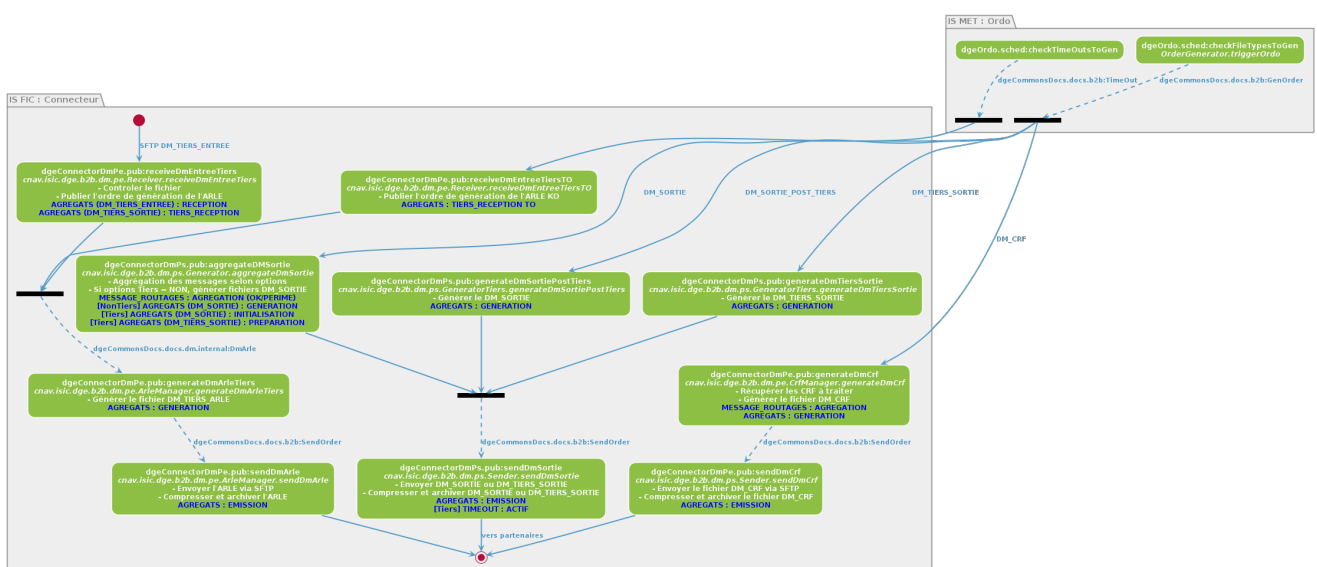 IS MET : Ordo
dgeOrdo.sched:checkTimeOutsToGen
dgeOrdo.sched:checkFileTypesToGen
OrderGenerator.triggerOrdo
dgeCommonsDocs.docs.b2b:TimeOut
dgeCommonsDocs.docs.b2b:GenOrder
IS FIC : Connecteur
SFTP DM_TIERS_ENTREE
dgeConnectorDmPe.pub:receiveDmEntreeTiers
cnav.isic.dge.b2b.dm.pe.Receiver.receiveDmEntreeTiers
- Controler le fichier
- Publier l'ordre de génération de l'ARLE
AGREGATS (DM_TIERS_ENTREE) : RECEPTION
AGREGATS (DM_TIERS_SORTIE) : TIERS_RECEPTION
dgeConnectorDmPe.pub:receiveDmEntreeTiersTO
cnav.isic.dge.b2b.dm.pe.Receiver.receiveDmEntreeTiersTO
- Publier l'ordre de génération de l'ARLE KO
AGREGATS : TIERS_RECEPTION TO
DM_SORTIE
DM_SORTIE_POST_TIERS
DM_TIERS_SORTIE
DM_CRF
dgeConnectorDmPs.pub:aggregateDMSortie
cnav.isic.dge.b2b.dm.ps.Generator.aggregateDmSortie
- Aggrégation des messages selon options
- Si options Tiers = NON, générer fichiers DM_SORTIE
MESSAGE_ROUTAGES : AGREGATION (OK/PERIME)
[NonTiers] AGREGATS (DM_SORTIE) : GENERATION
[Tiers] AGREGATS (DM_SORTIE) : INITIALISATION
[Tiers] AGREGATS (DM_TIERS_SORTIE) : PREPARATION
dgeConnectorDmPs.pub:generateDmSortiePostTiers
cnav.isic.dge.b2b.dm.ps.GeneratorTiers.generateDmSortiePostTiers
- Générer le DM_SORTIE
AGREGATS : GENERATION
dgeConnectorDmPs.pub:generateDmTiersSortie
cnav.isic.dge.b2b.dm.ps.GeneratorTiers.generateDmTiersSortie
- Générer le DM_TIERS_SORTIE
AGREGATS : GENERATION
dgeCommonsDocs.docs.dm.internal:DmArle
dgeConnectorDmPe.pub:generateDmArleTiers
cnav.isic.dge.b2b.dm.pe.ArleManager.generateDmArleTiers
- Générer le fichier DM_TIERS_ARLE
AGREGATS : GENERATION
dgeConnectorDmPe.pub:generateDmCrf
cnav.isic.dge.b2b.dm.pe.CrfManager.generateDmCrf
- Récupérer les CRF à traiter
- Générer le fichier DM_CRF
MESSAGE_ROUTAGES : AGREGATION
AGREGATS : GENERATION
dgeCommonsDocs.docs.b2b:SendOrder
dgeCommonsDocs.docs.b2b:SendOrder
dgeCommonsDocs.docs.b2b:SendOrder
dgeConnectorDmPe.pub:sendDmArle
cnav.isic.dge.b2b.dm.pe.ArleManager.sendDmArle
- Envoyer l'ARLE via SFTP
- Compresser et archiver l'ARLE
AGREGATS : EMISSION
dgeConnectorDmPs.pub:sendDmSortie
cnav.isic.dge.b2b.dm.ps.Sender.sendDmSortie
- Envoyer DM_SORTIE ou DM_TIERS_SORTIE
- Compresser et archiver DM_SORTIE ou DM_TIERS_SORTIE
AGREGATS : EMISSION
[Tiers] TIMEOUT : ACTIF
dgeConnectorDmPe.pub:sendDmCrf
cnav.isic.dge.b2b.dm.ps.Sender.sendDmCrf
- Envoyer le fichier DM_CRF via SFTP
- Compresser et archiver le fichier DM_CRF
AGREGATS : EMISSION
vers partenaires